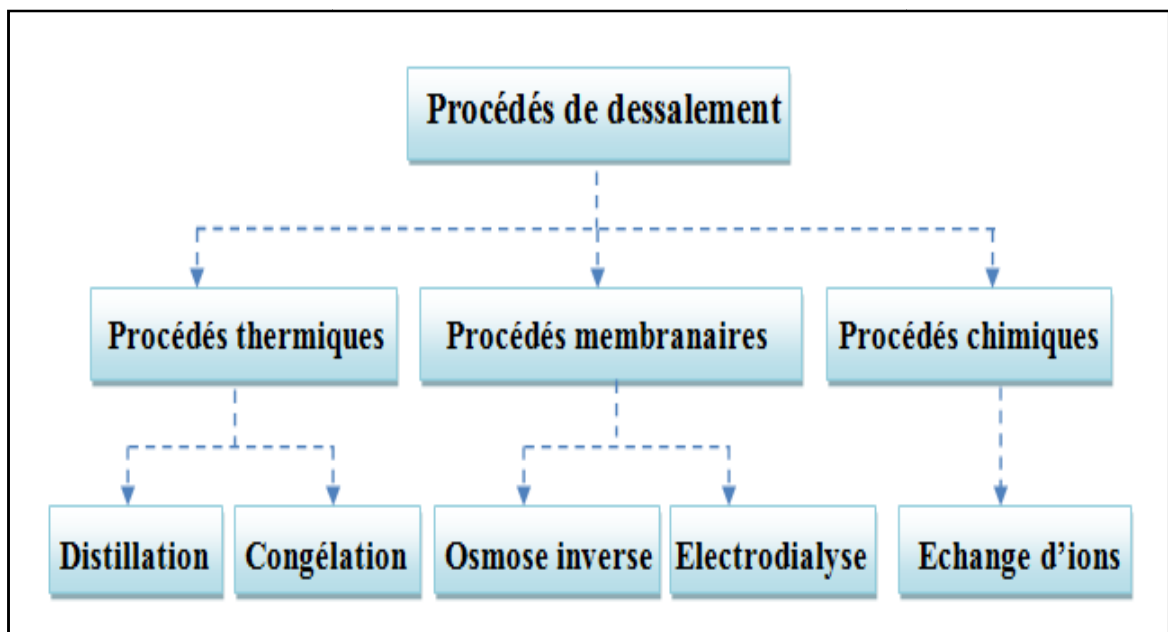 Procédés de dessalement
Procédés thermiques
Procédés membranaires
Procédés chimiques
Distillation
Congélation
Osmose inverse
Electrodialyse
Echange d'ions